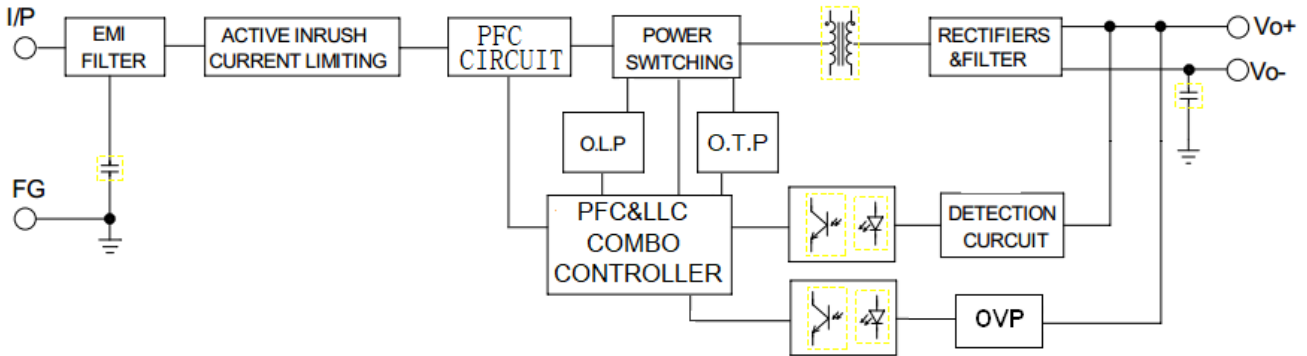 I/P
EMI
FILTER
ACTIVE INRUSH
CURRENT LIMITING
PFC
CIRCUIT
POWER
SWITCHING
RECTIFIERS
&FILTER
Vo+
Vo-
O.L.P
O.T.P
FG
PFC&LLC
COMBO
CONTROLLER
DETECTION
CURCUIT
OVP